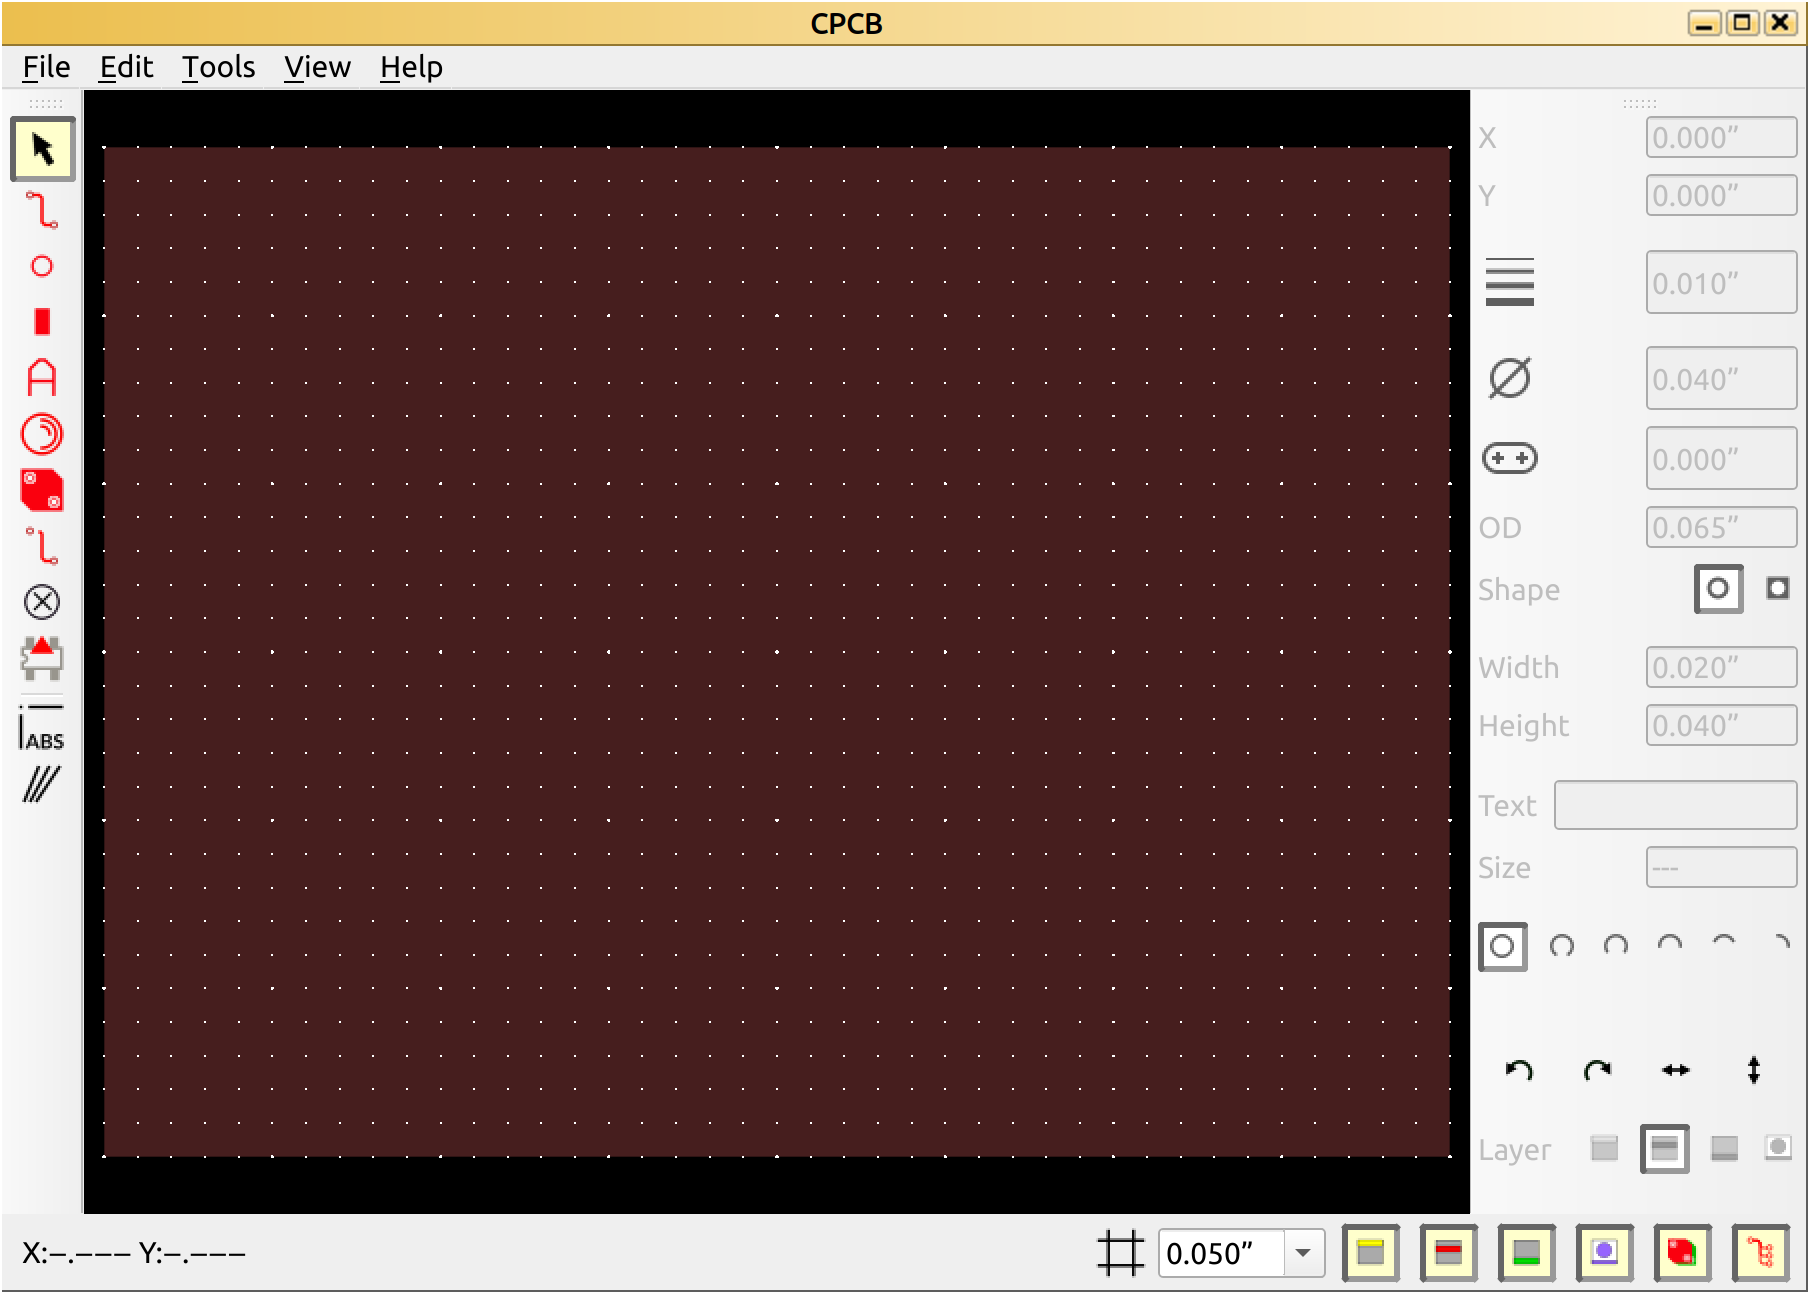 CPCB
File Edit Tools View Help
X 0.000”
Y 0.000”
0.010”
0.040”
0.000”
OD 0.065”
Shape
Width 0.020”
Height 0.040”
Text
Size ---
ABS
Layer
X:–.––– Y:–.–––
0.050”